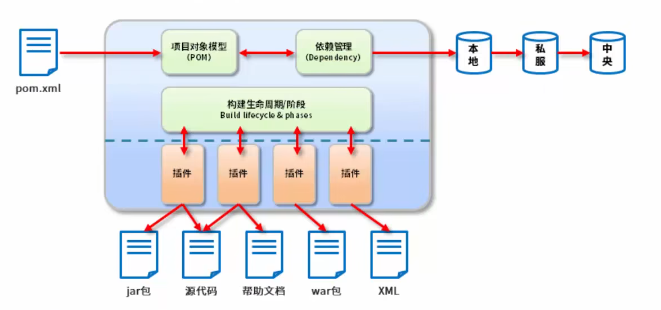 项目对象模型
(POM)
依赖管理
(Dependency)
本地
私服
中央
pom.xml
构建生命周期/阶段
Build lifecycle & phases
插件
插件
插件
插件
jar包
源代码
帮助文档
war包
XML